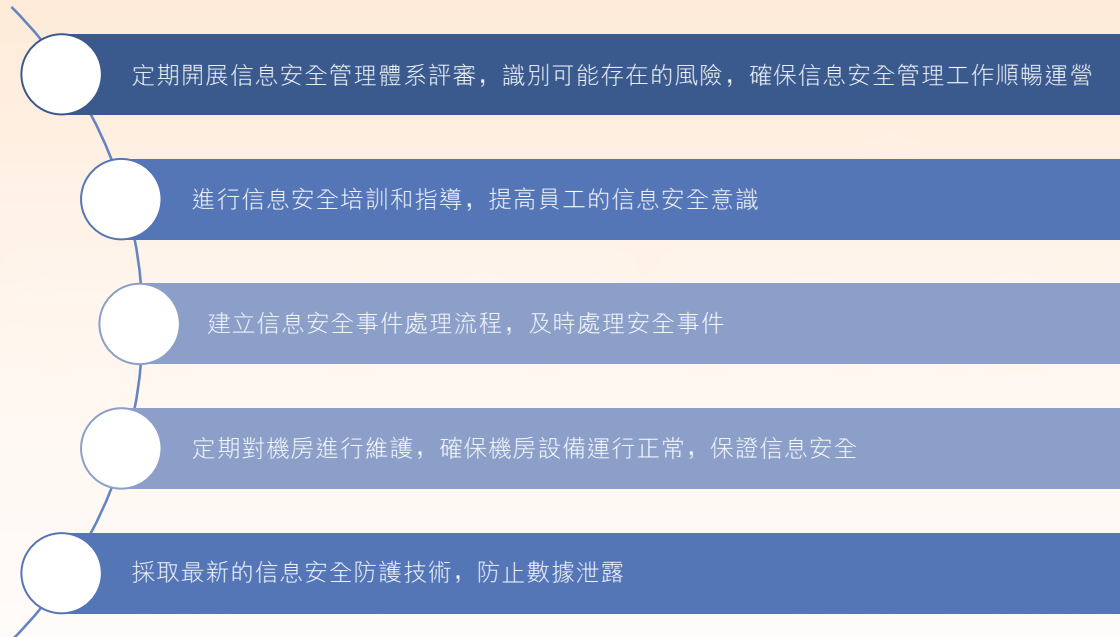 定期開展信息安全管理體系評審，識別可能存在的風險，確保信息安全管理工作順暢運營
進行信息安全培訓和指導，提高員工的信息安全意識
建立信息安全事件處理流程，及時處理安全事件
定期對機房進行維護，確保機房設備運行正常，保證信息安全
採取最新的信息安全防護技術，防止數據泄露